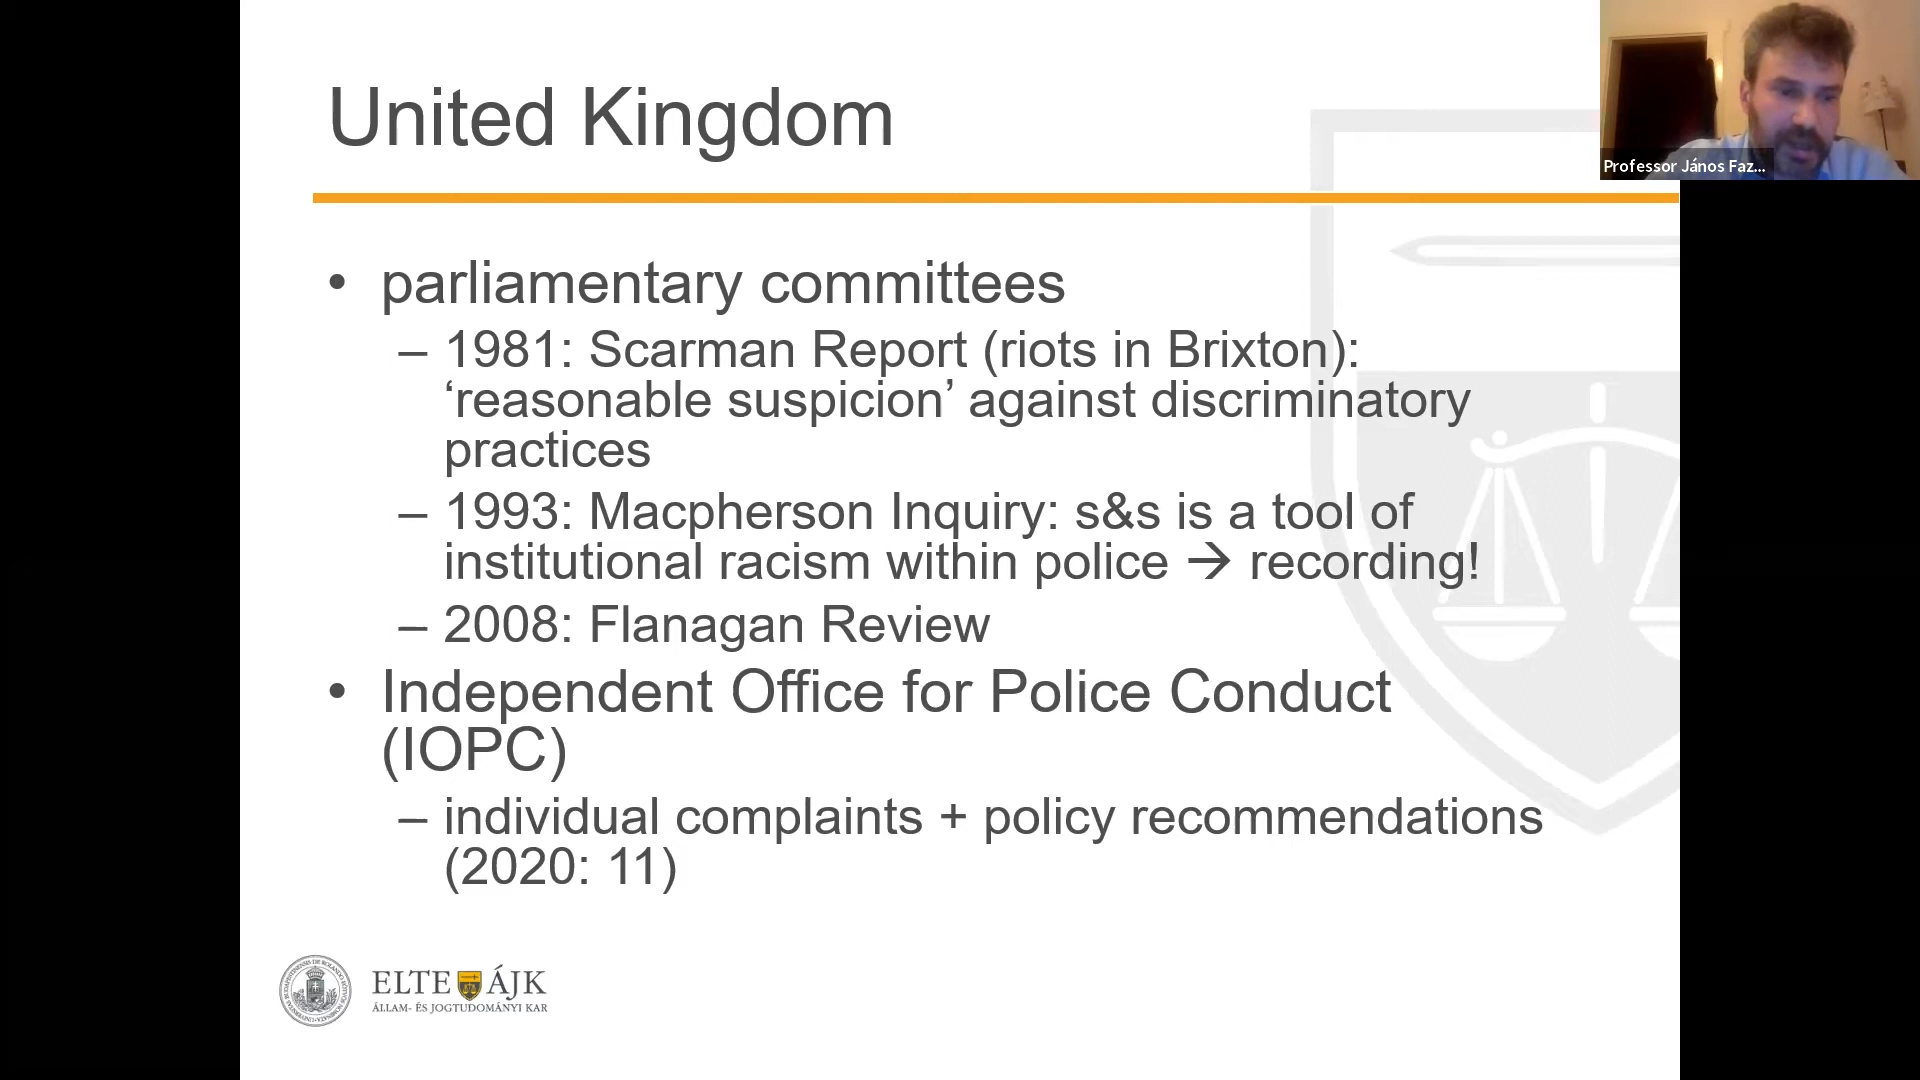 United Kingdom
Professor János Faz...
• parliamentary committees
– 1981: Scarman Report (riots in Brixton):
‘reasonable suspicion’ against discriminatory
practices
– 1993: Macpherson Inquiry: s&s is a tool of
institutional racism within police → recording!
– 2008: Flanagan Review
• Independent Office for Police Conduct
(IOPC)
– individual complaints + policy recommendations
(2020: 11)
ELTE ÁJK
ÁLLAM- ÉS JOGTUDOMÁNYI KAR